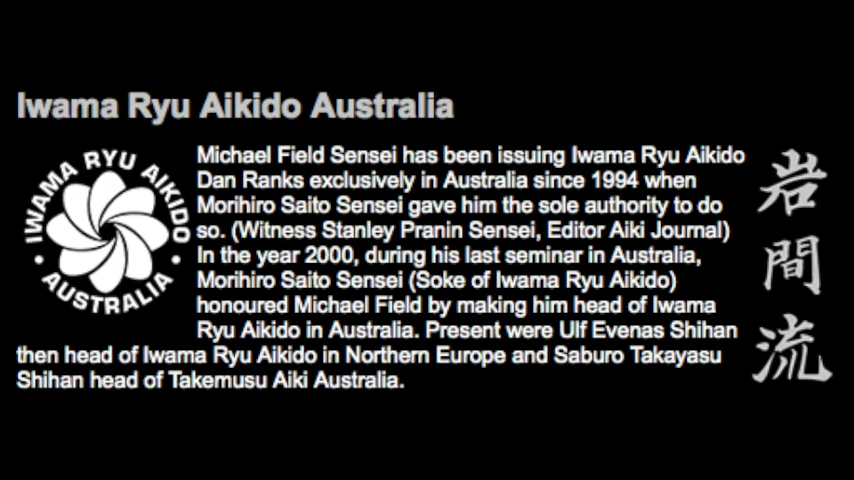 Iwama Ryu Aikido Australia
IWAMA RYU AIKIDO
• AUSTRALIA •
Michael Field Sensei has been issuing Iwama Ryu Aikido
Dan Ranks exclusively in Australia since 1994 when
Morihiro Saito Sensei gave him the sole authority to do
so. (Witness Stanley Pranin Sensei, Editor Aiki Journal)
In the year 2000, during his last seminar in Australia,
Morihiro Saito Sensei (Soke of Iwama Ryu Aikido)
honoured Michael Field by making him head of Iwama
Ryu Aikido in Australia. Present were Ulf Evenas Shihan
then head of Iwama Ryu Aikido in Northern Europe and Saburo Takayasu
Shihan head of Takemusu Aiki Australia.
岩間流